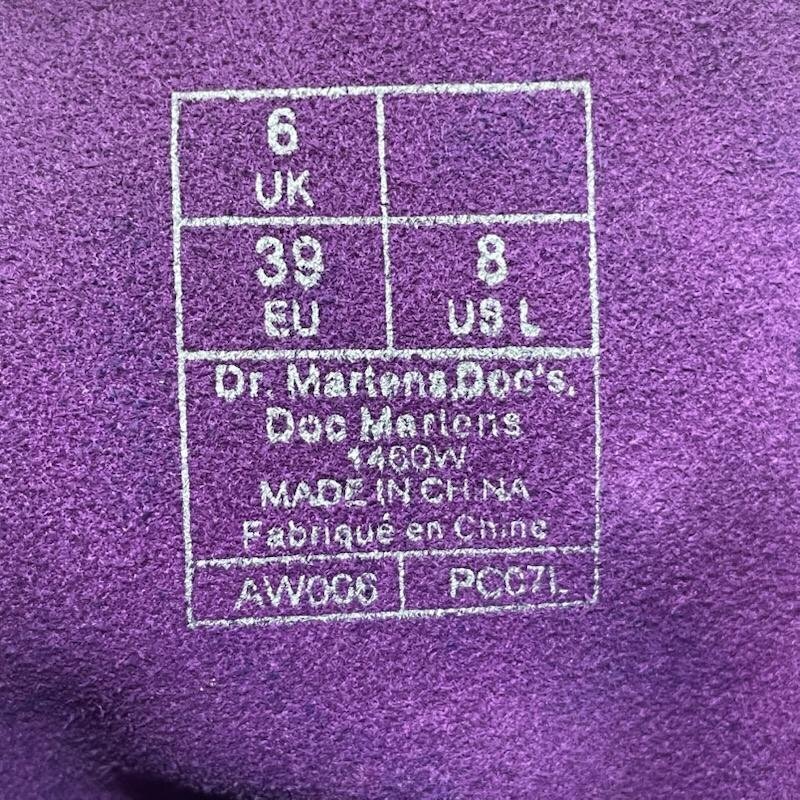 6
UK
39
EU
8
US L
Dr. Martens,Doc's,
Doc Martens
1460W
MADE IN CHINA
Fabriqué en Chine
AW006
PC07L